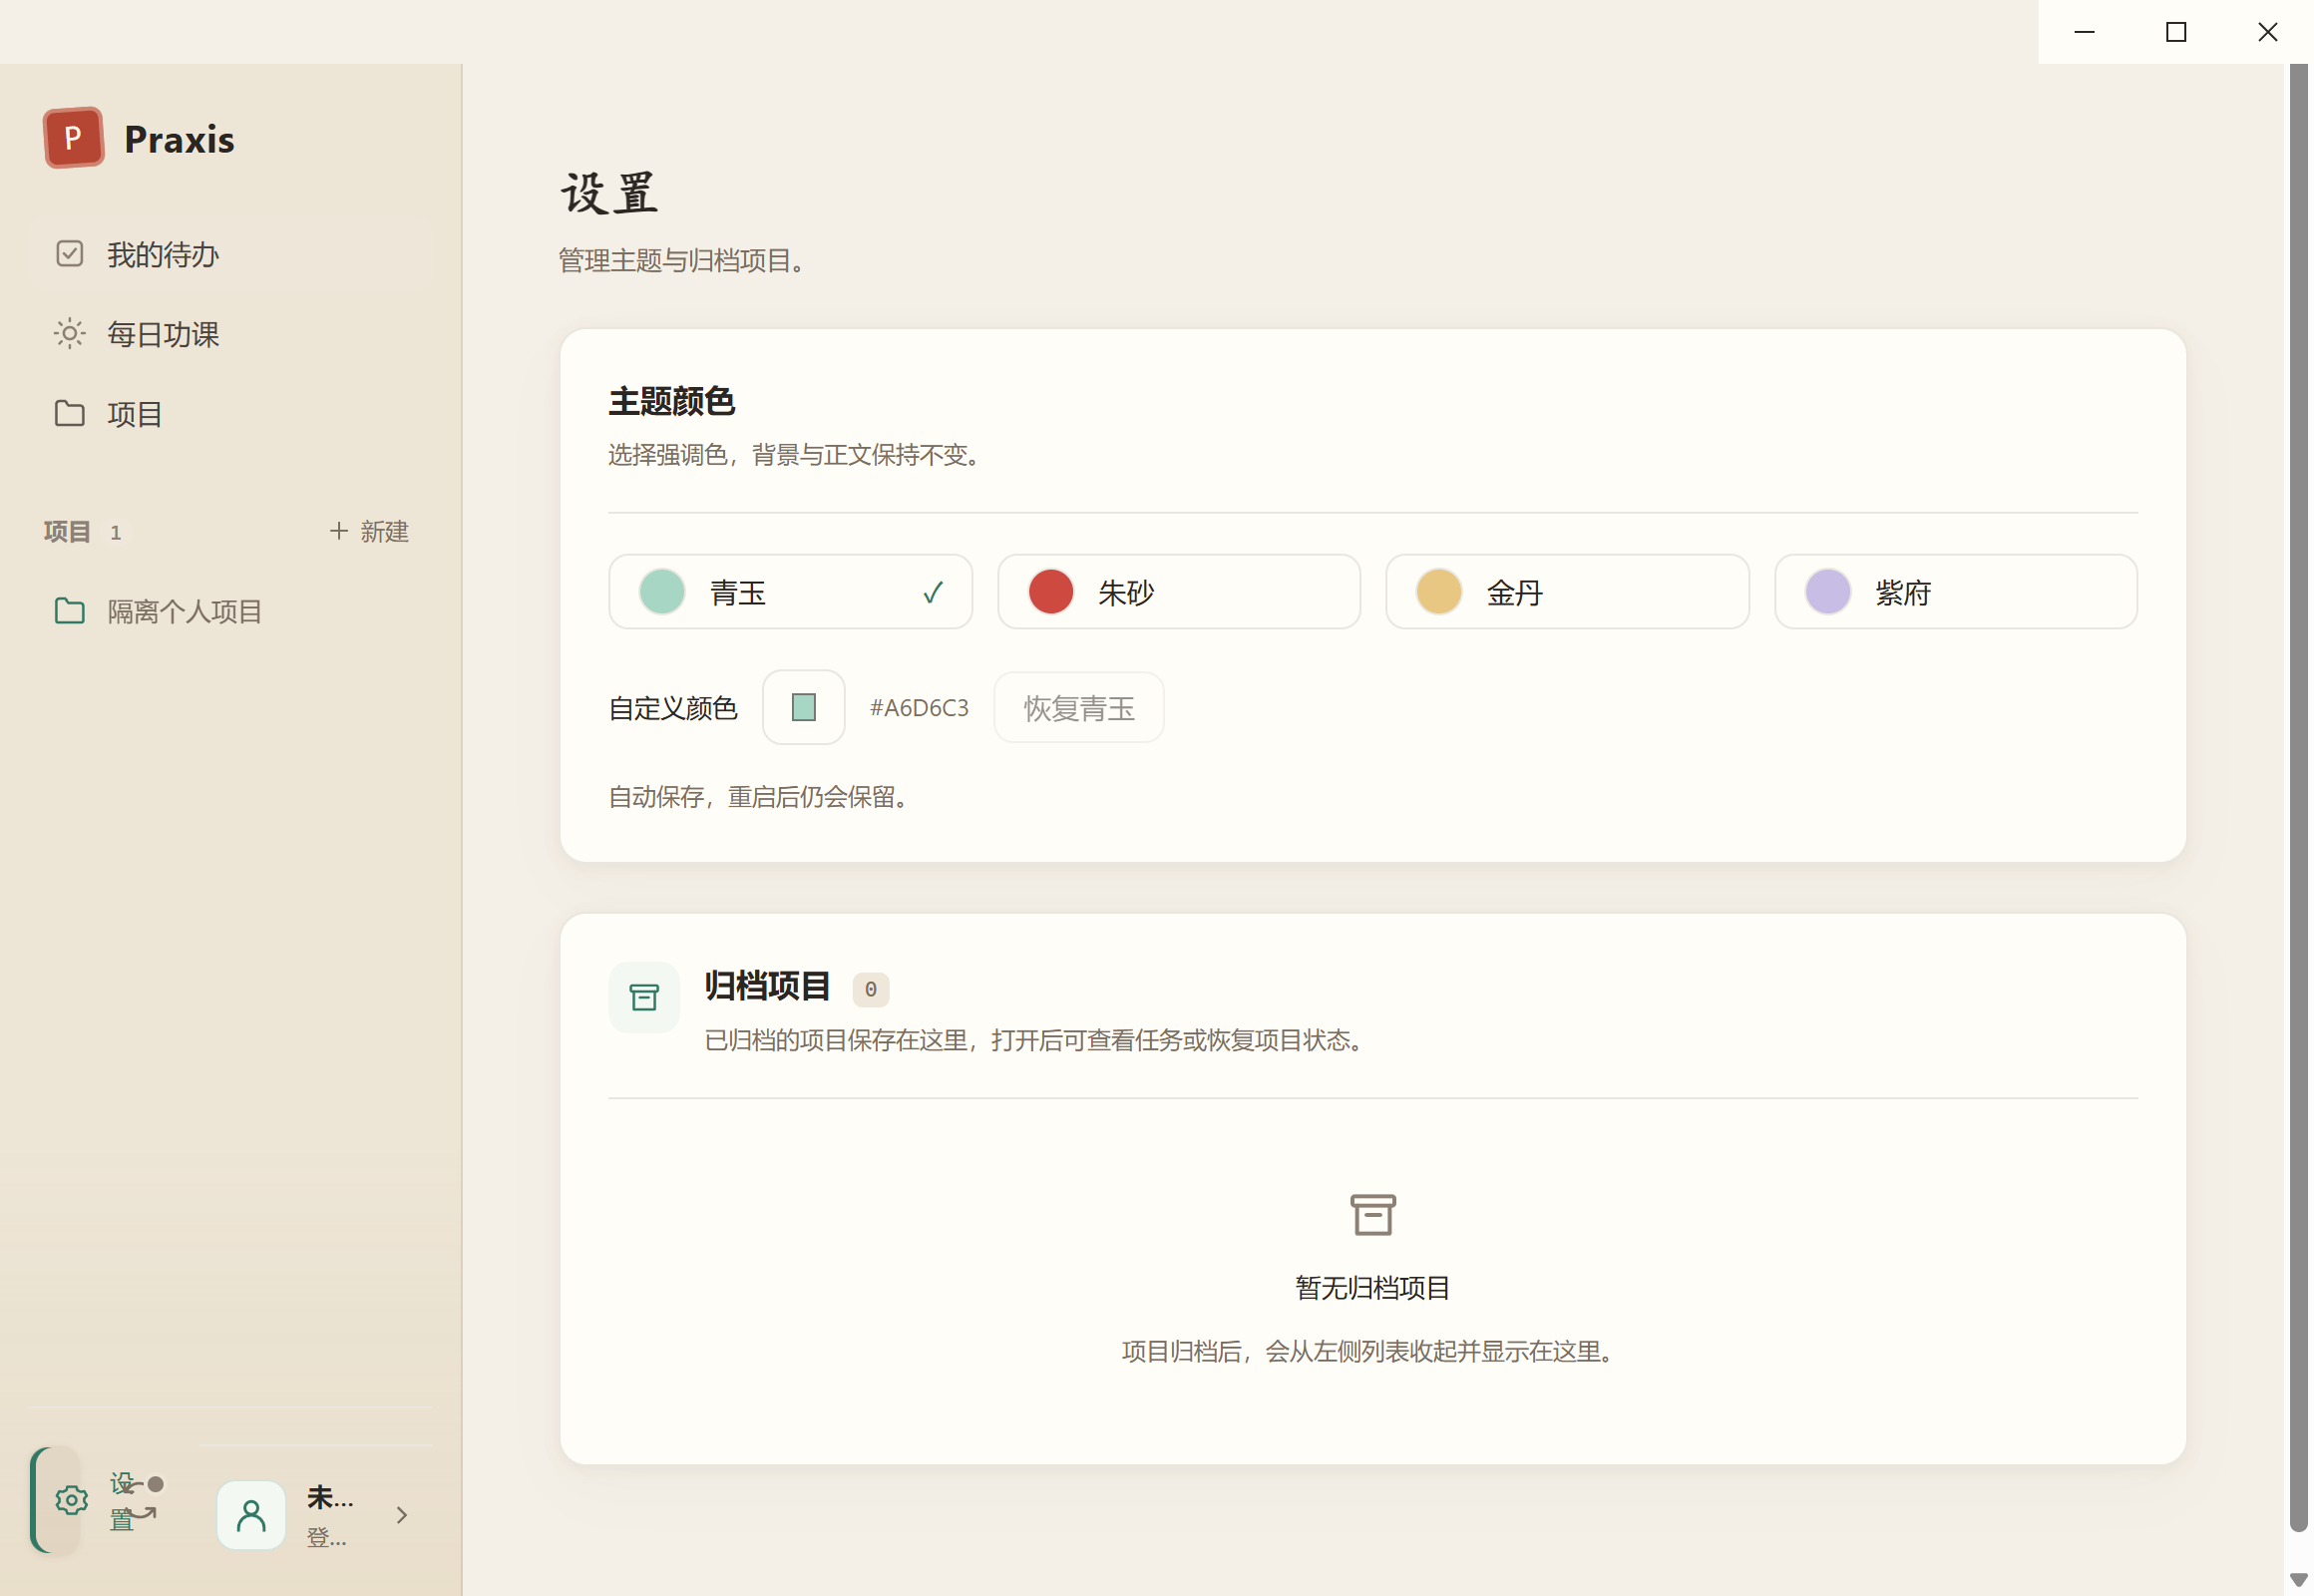 P Praxis
我的待办
每日功课
项目
项目 1 新建
隔离个人项目
设置
未...
登...
设置
管理主题与归档项目。
主题颜色
选择强调色，背景与正文保持不变。
青玉 ✓ 朱砂 金丹 紫府
自定义颜色 #A6D6C3 恢复青玉
自动保存，重启后仍会保留。
归档项目 0
已归档的项目保存在这里，打开后可查看任务或恢复项目状态。
暂无归档项目
项目归档后，会从左侧列表收起并显示在这里。